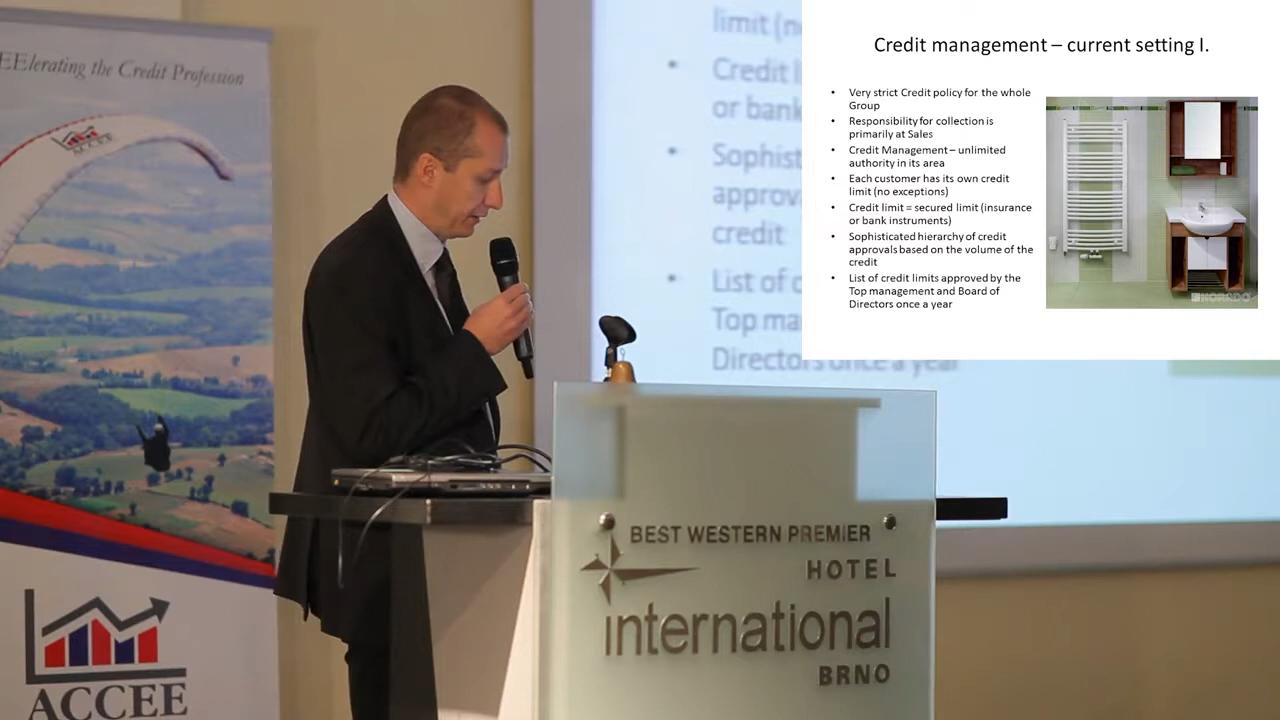 EElerating the Credit Profession
ACCEE
ACCEE
limit (n
Credit l
or bank
Sophist
approva
credit
List of c
Top ma
Directors once a year
Credit management – current setting I.
• Very strict Credit policy for the whole
Group
• Responsibility for collection is
primarily at Sales
• Credit Management – unlimited
authority in its area
• Each customer has its own credit
limit (no exceptions)
• Credit limit = secured limit (insurance
or bank instruments)
• Sophisticated hierarchy of credit
approvals based on the volume of the
credit
• List of credit limits approved by the
Top management and Board of
Directors once a year
KORADO
BEST WESTERN PREMIER
HOTEL
international
BRNO